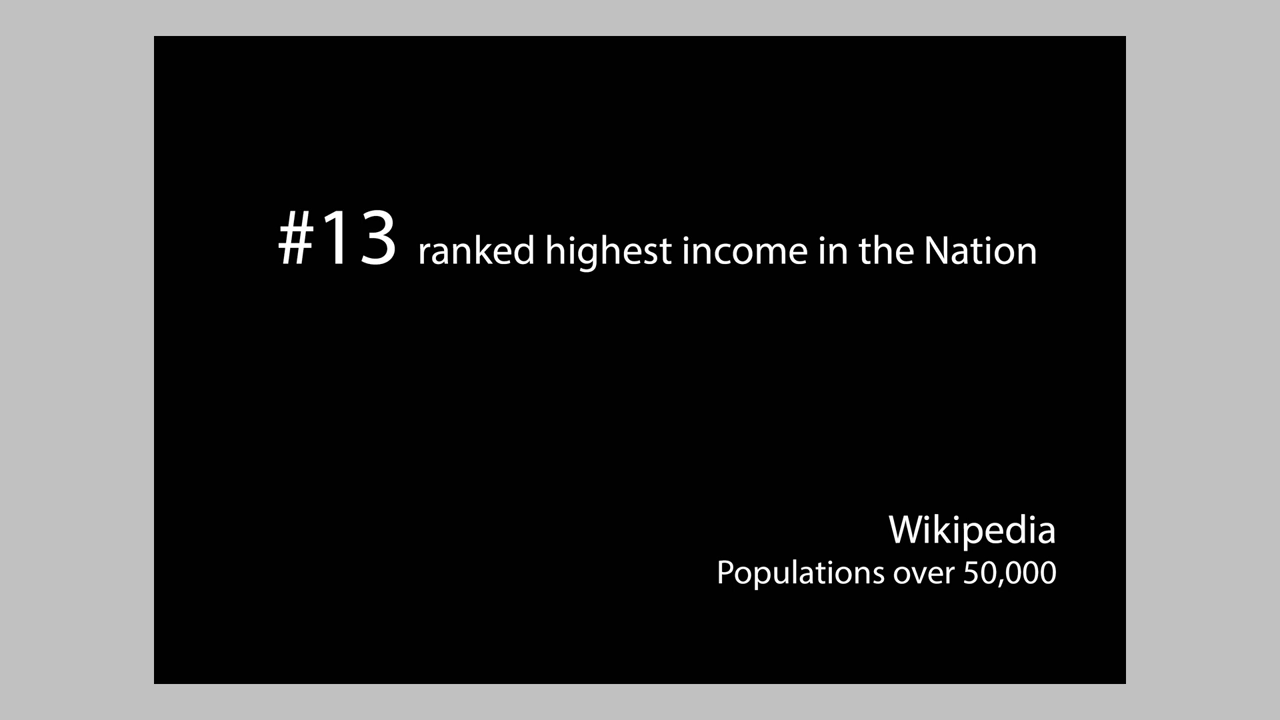 #13 ranked highest income in the Nation
Wikipedia
Populations over 50,000